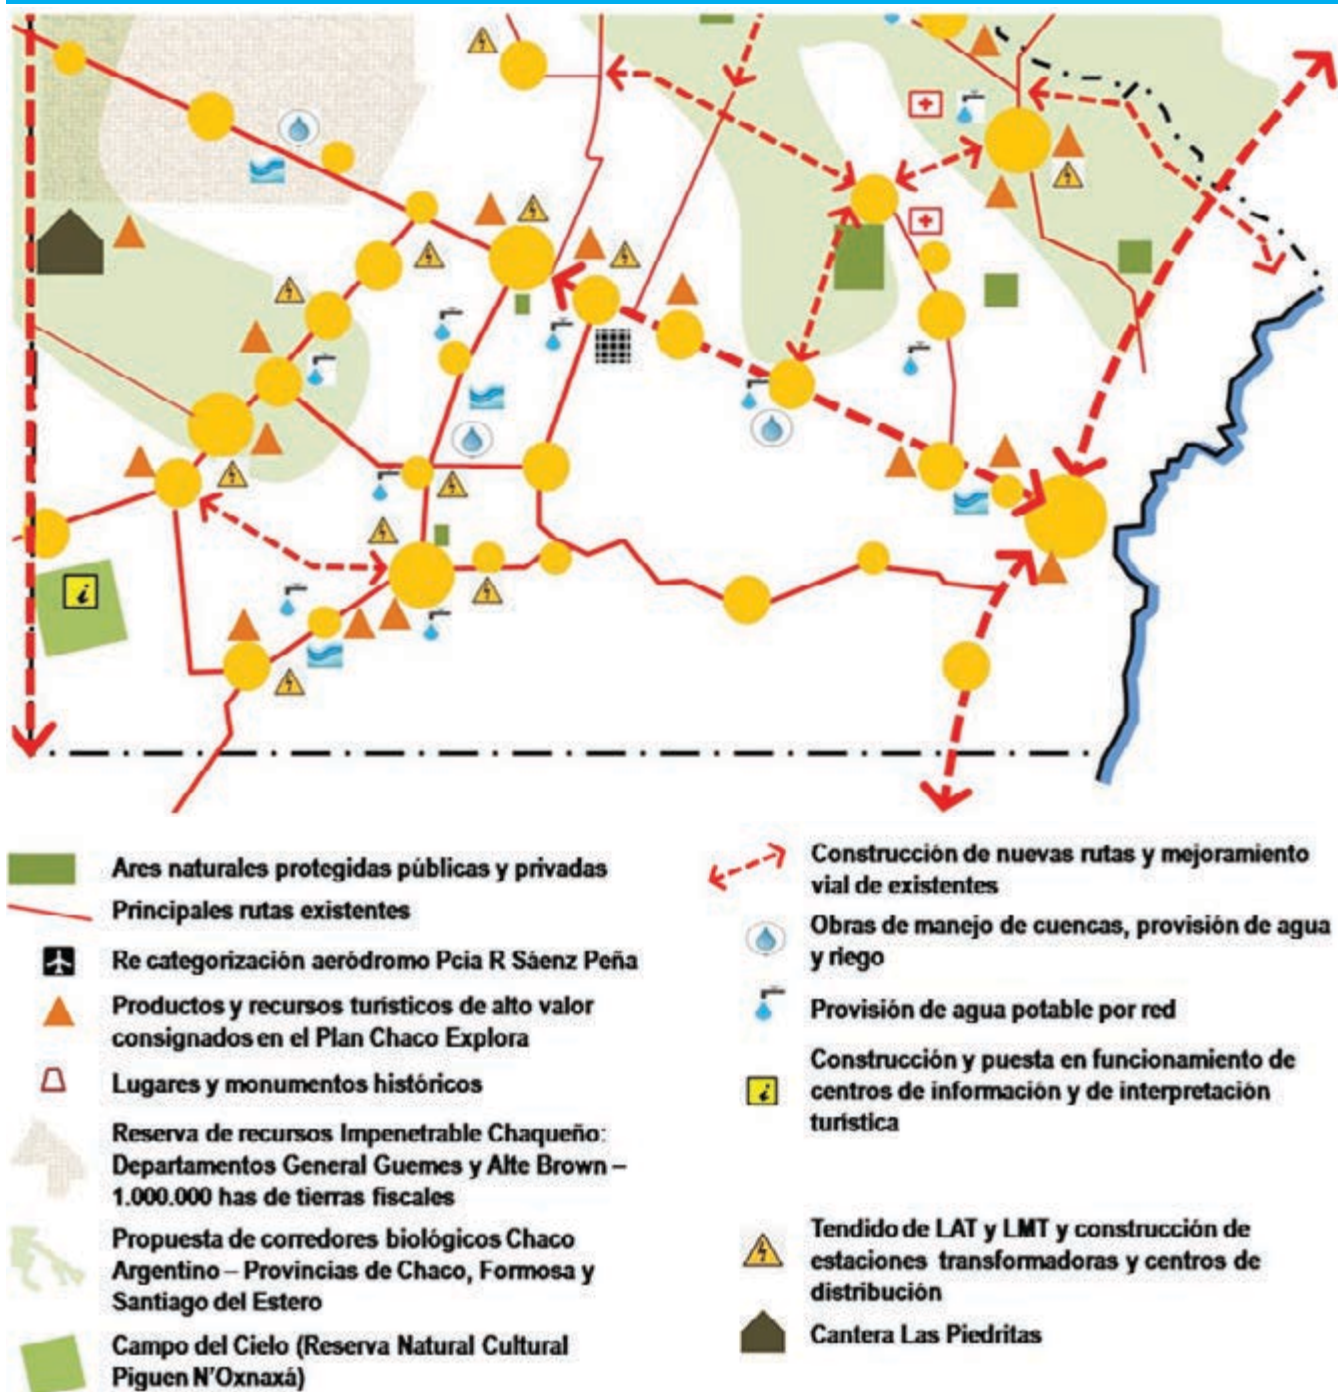 Ares naturales protegidas públicas y privadas
Principales rutas existentes
Re categorización aeródromo Pcia R Sáenz Peña
Productos y recursos turísticos de alto valor
consignados en el Plan Chaco Explora
Lugares y monumentos históricos
Reserva de recursos Impenetrable Chaqueño:
Departamentos General Guemes y Alte Brown –
1.000.000 has de tierras fiscales
Propuesta de corredores biológicos Chaco
Argentino – Provincias de Chaco, Formosa y
Santiago del Estero
Campo del Cielo (Reserva Natural Cultural
Piguen N'Oxnaxá)
Construcción de nuevas rutas y mejoramiento
vial de existentes
Obras de manejo de cuencas, provisión de agua
y riego
Provisión de agua potable por red
Construcción y puesta en funcionamiento de
centros de información y de interpretación
turística
Tendido de LAT y LMT y construcción de
estaciones transformadoras y centros de
distribución
Cantera Las Piedritas